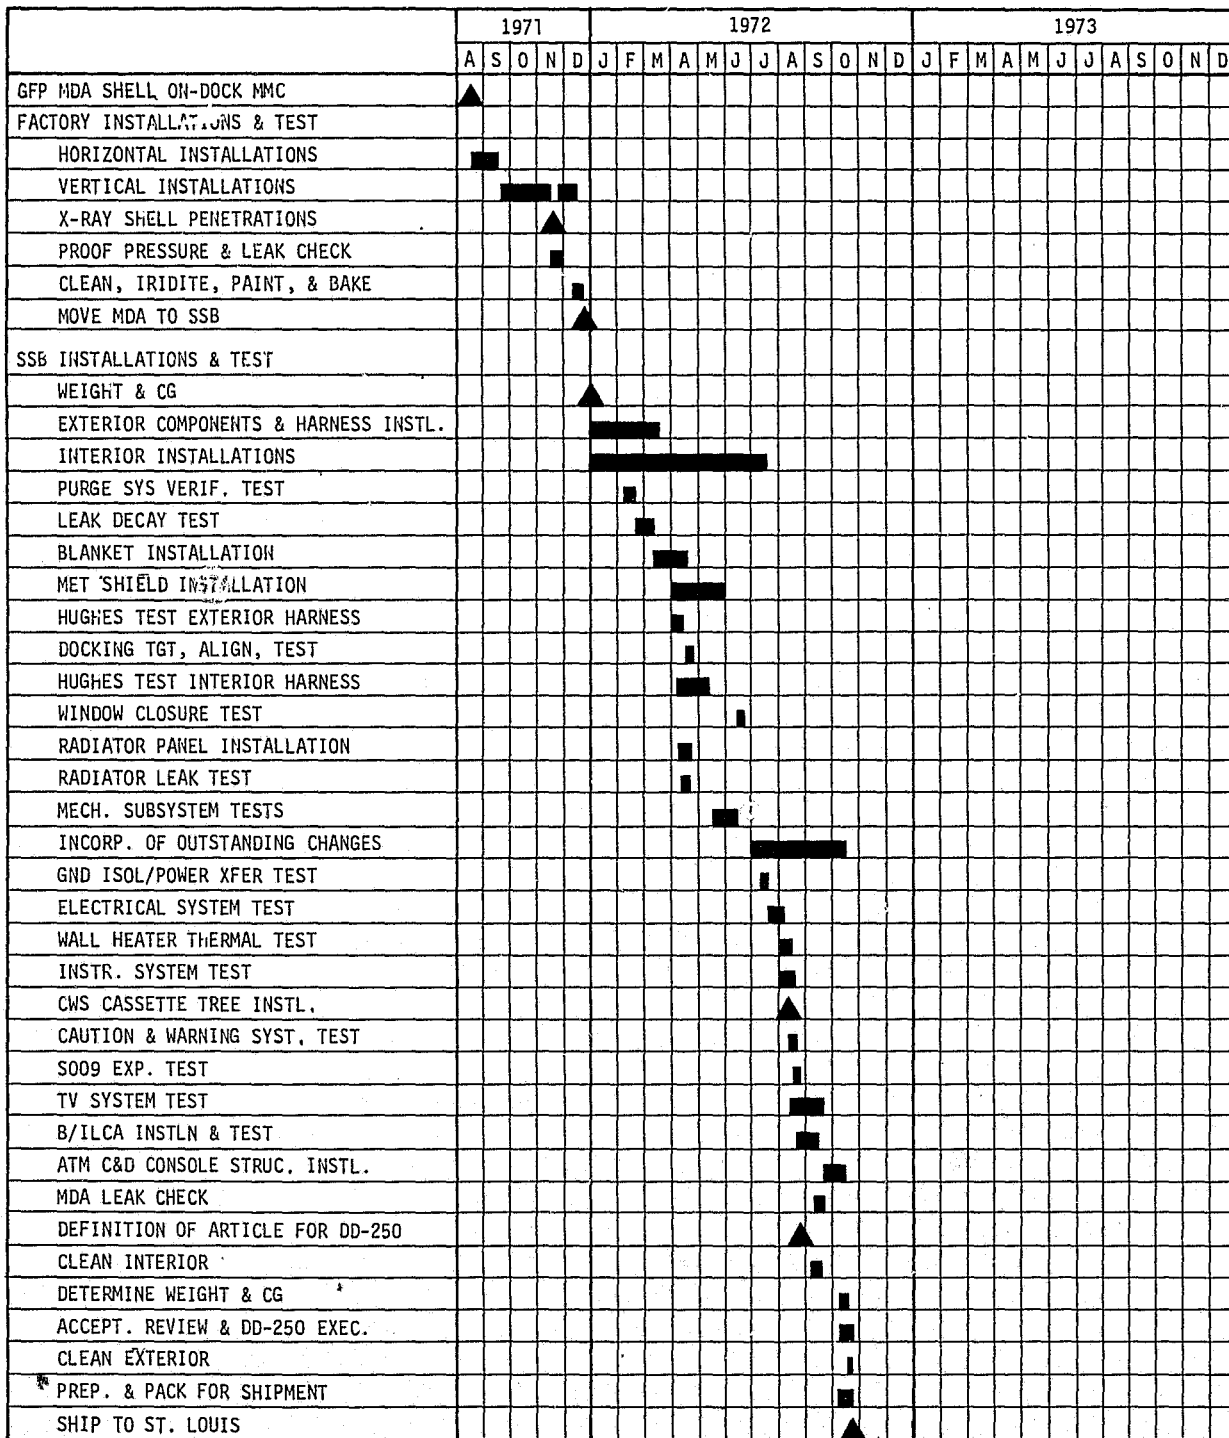 1971 1972 1973
A S O N D J F M A M J J A S O N D J F M A M J J A S O N D
GFP MDA SHELL ON-DOCK MMC
FACTORY INSTALLATIONS & TEST
HORIZONTAL INSTALLATIONS
VERTICAL INSTALLATIONS
X-RAY SHELL PENETRATIONS
PROOF PRESSURE & LEAK CHECK
CLEAN, IRIDITE, PAINT, & BAKE
MOVE MDA TO SSB
SSB INSTALLATIONS & TEST
WEIGHT & CG
EXTERIOR COMPONENTS & HARNESS INSTL.
INTERIOR INSTALLATIONS
PURGE SYS VERIF. TEST
LEAK DECAY TEST
BLANKET INSTALLATION
MET SHIELD INSTALLATION
HUGHES TEST EXTERIOR HARNESS
DOCKING TGT, ALIGN, TEST
HUGHES TEST INTERIOR HARNESS
WINDOW CLOSURE TEST
RADIATOR PANEL INSTALLATION
RADIATOR LEAK TEST
MECH. SUBSYSTEM TESTS
INCORP. OF OUTSTANDING CHANGES
GND ISOL/POWER XFER TEST
ELECTRICAL SYSTEM TEST
WALL HEATER THERMAL TEST
INSTR. SYSTEM TEST
CWS CASSETTE TREE INSTL.
CAUTION & WARNING SYST. TEST
S009 EXP. TEST
TV SYSTEM TEST
B/ILCA INSTLN & TEST
ATM C&D CONSOLE STRUC. INSTL.
MDA LEAK CHECK
DEFINITION OF ARTICLE FOR DD-250
CLEAN INTERIOR
DETERMINE WEIGHT & CG
ACCEPT. REVIEW & DD-250 EXEC.
CLEAN EXTERIOR
PREP. & PACK FOR SHIPMENT
SHIP TO ST. LOUIS